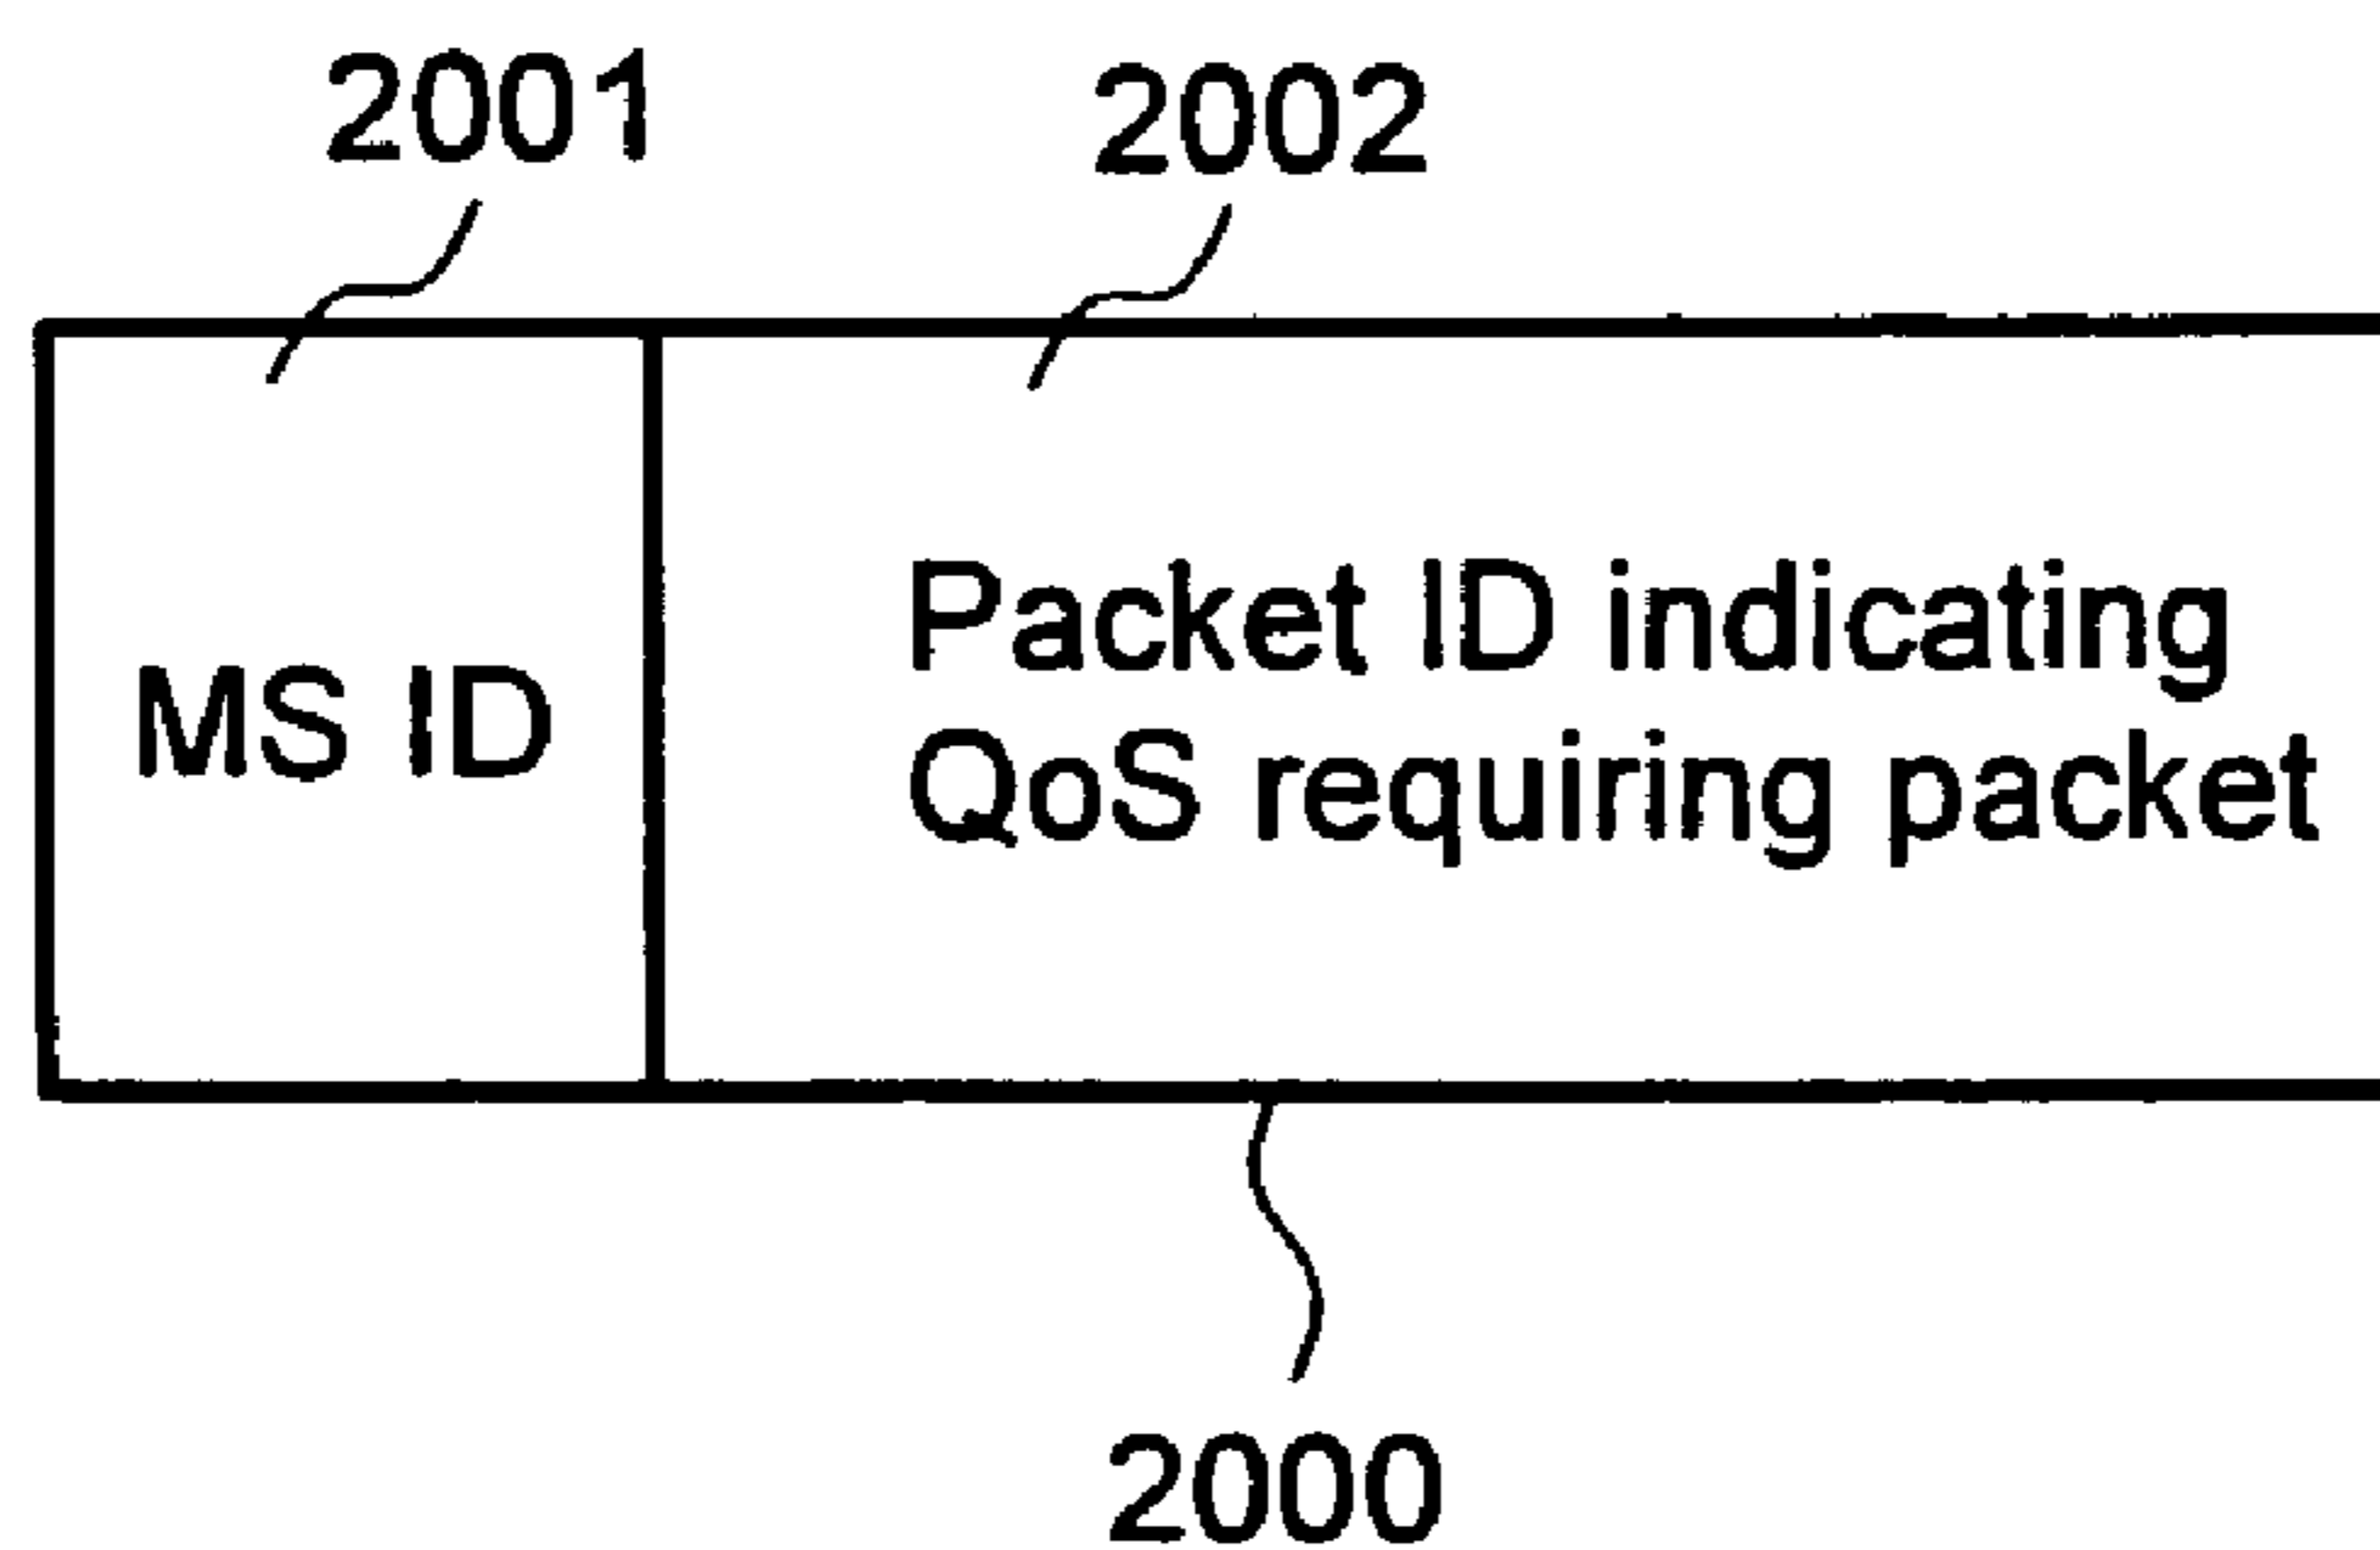 2001
2002
MS ID
Packet ID indicating
QoS requiring packet
2000